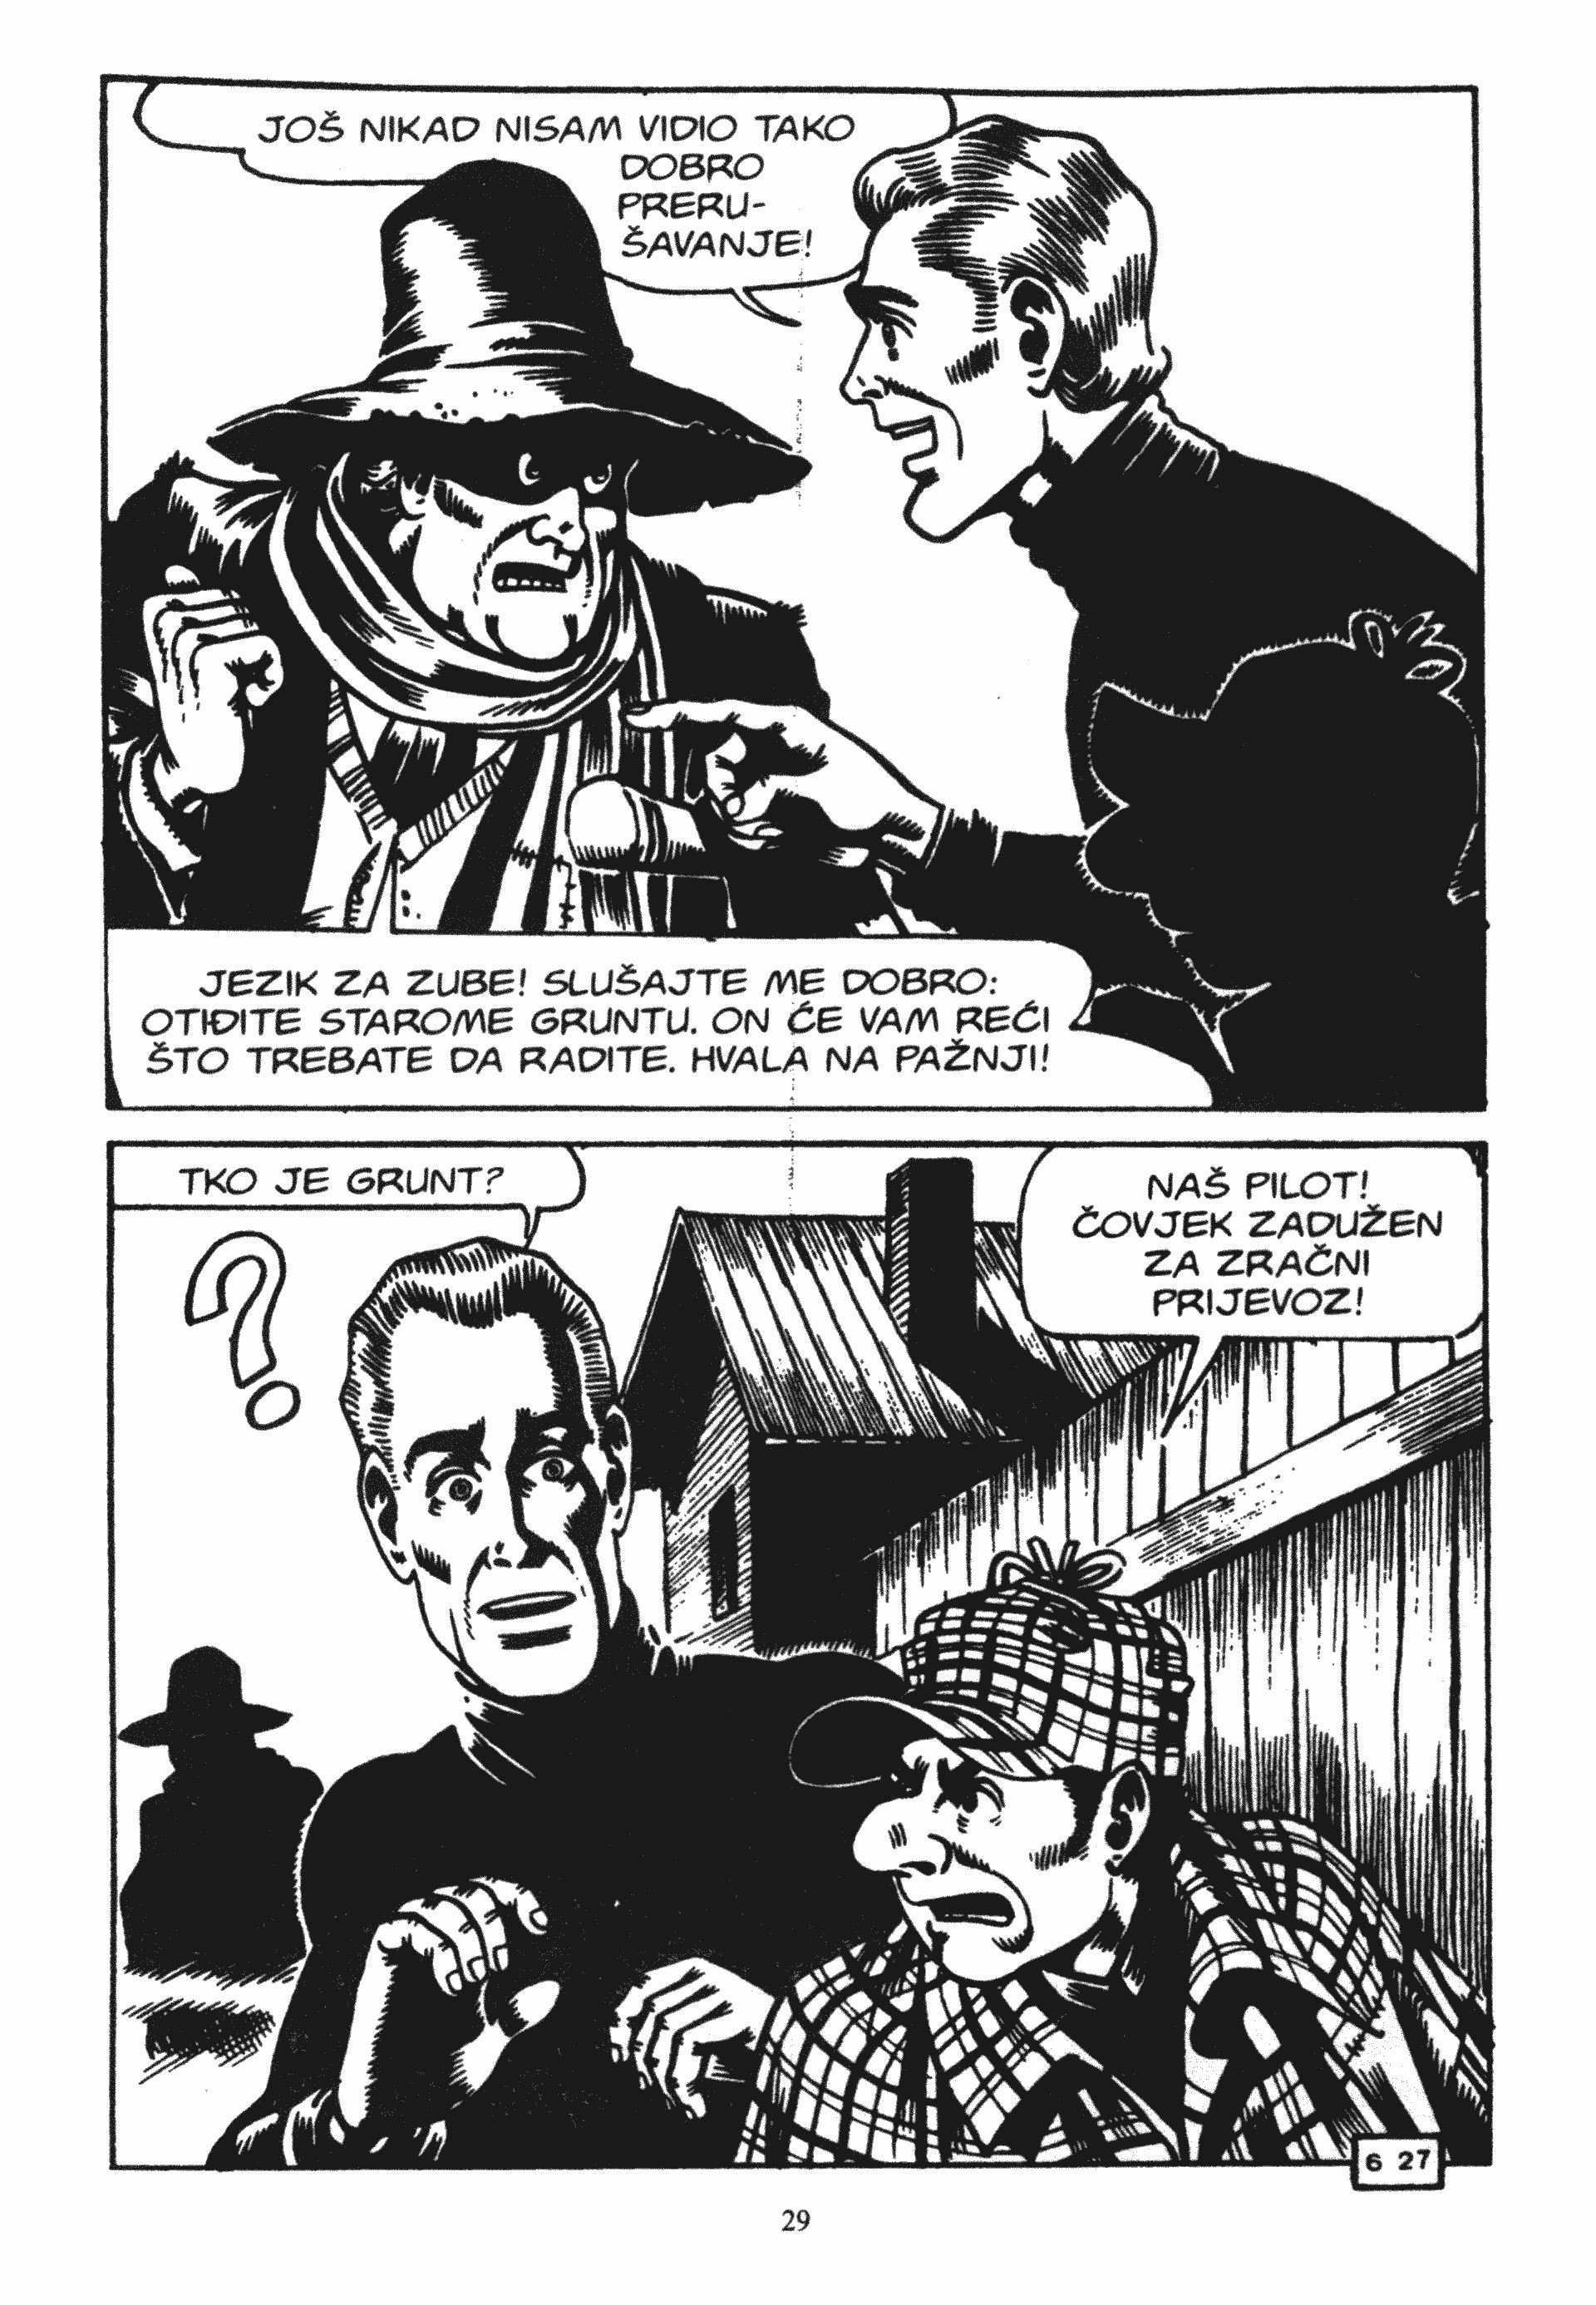 JOŠ NIKAD NISAM VIDIO TAKO
DOBRO
PRERU-
ŠAVANJE!
JEZIK ZA ZUBE! SLUŠAJTE ME DOBRO:
OTIĐITE STAROME GRUNTU. ON ĆE VAM REĆI
ŠTO TREBATE DA RADITE. HVALA NA PAŽNJI!
TKO JE GRUNT?
?
NAŠ PILOT!
ČOVJEK ZADUŽEN
ZA ZRAČNI
PRIJEVOZ!
6 27
29